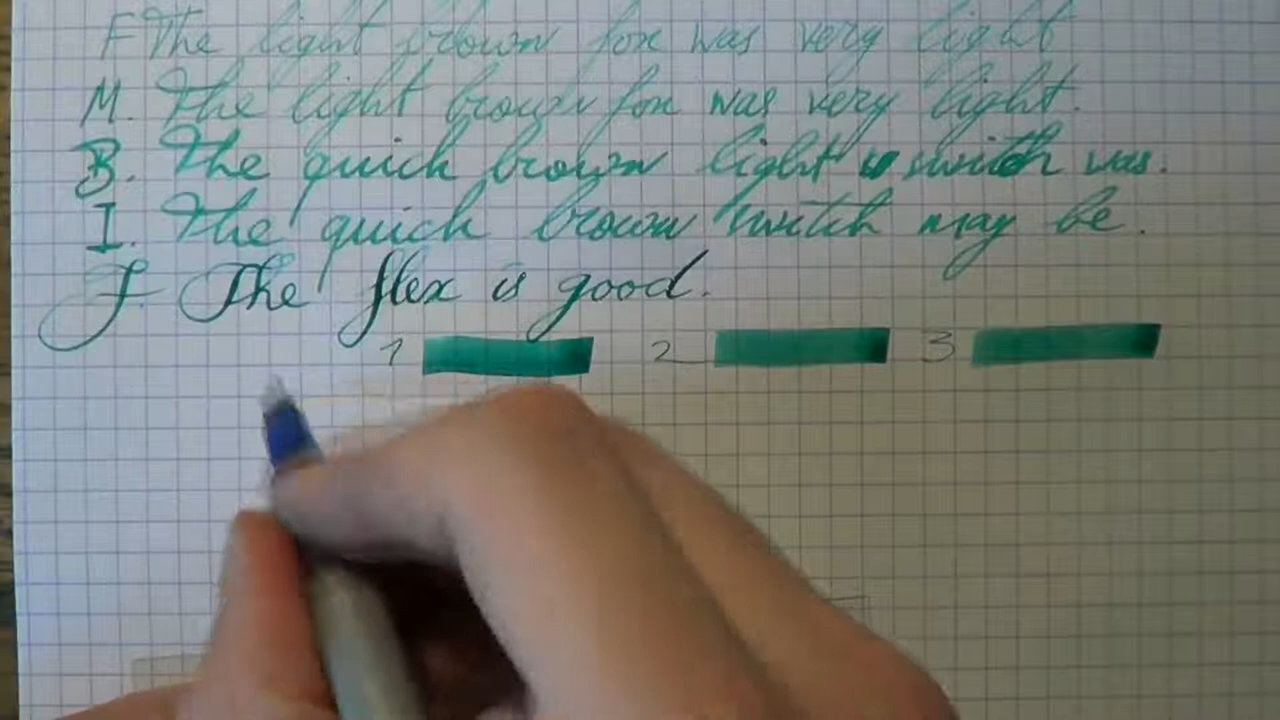 F The light brown fox was very light
M. The light brown fox was very light.
B. The quick brown light switch was.
I. The quick brown switch may be.
F. The flex is good.
1 2 3